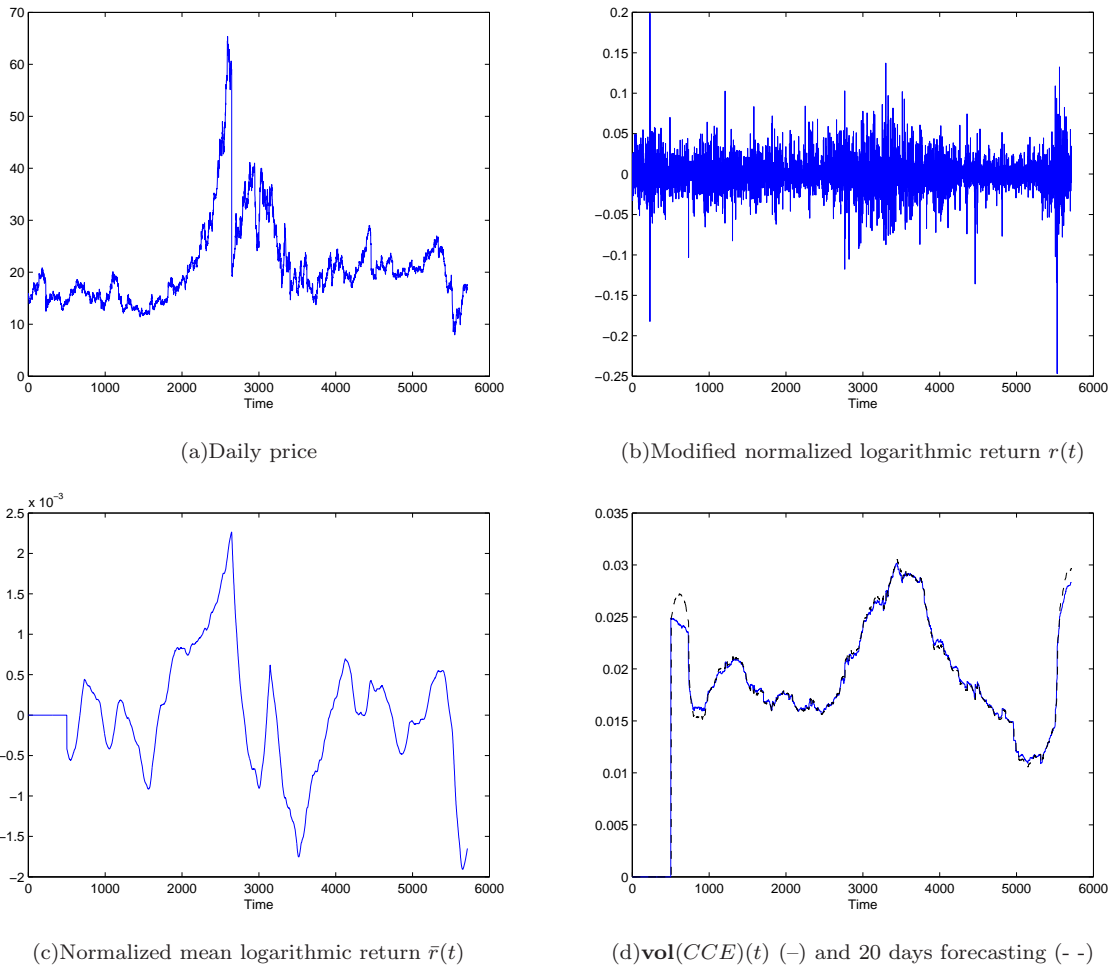 70
60
50
40
30
20
10
0
0 1000 2000 3000 4000 5000 6000
Time
(a)Daily price
0.2
0.15
0.1
0.05
0
−0.05
−0.1
−0.15
−0.2
−0.25
0 1000 2000 3000 4000 5000 6000
Time
(b)Modified normalized logarithmic return r(t)
x 10⁻³
2.5
2
1.5
1
0.5
0
−0.5
−1
−1.5
−2
0 1000 2000 3000 4000 5000 6000
Time
(c)Normalized mean logarithmic return r̄(t)
0.035
0.03
0.025
0.02
0.015
0.01
0.005
0
0 1000 2000 3000 4000 5000 6000
Time
(d)vol(CCE)(t) (–) and 20 days forecasting (- -)